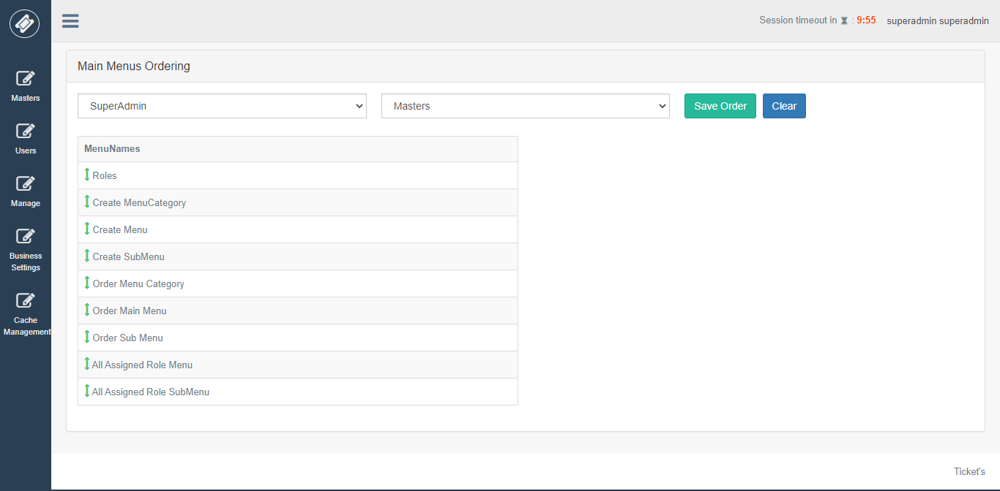 Session timeout in : 9:55 superadmin superadmin
Main Menus Ordering
SuperAdmin Masters Save Order Clear
Masters
Users
Manage
Business
Settings
Cache
Management
MenuNames
Roles
Create MenuCategory
Create Menu
Create SubMenu
Order Menu Category
Order Main Menu
Order Sub Menu
All Assigned Role Menu
All Assigned Role SubMenu
Ticket's